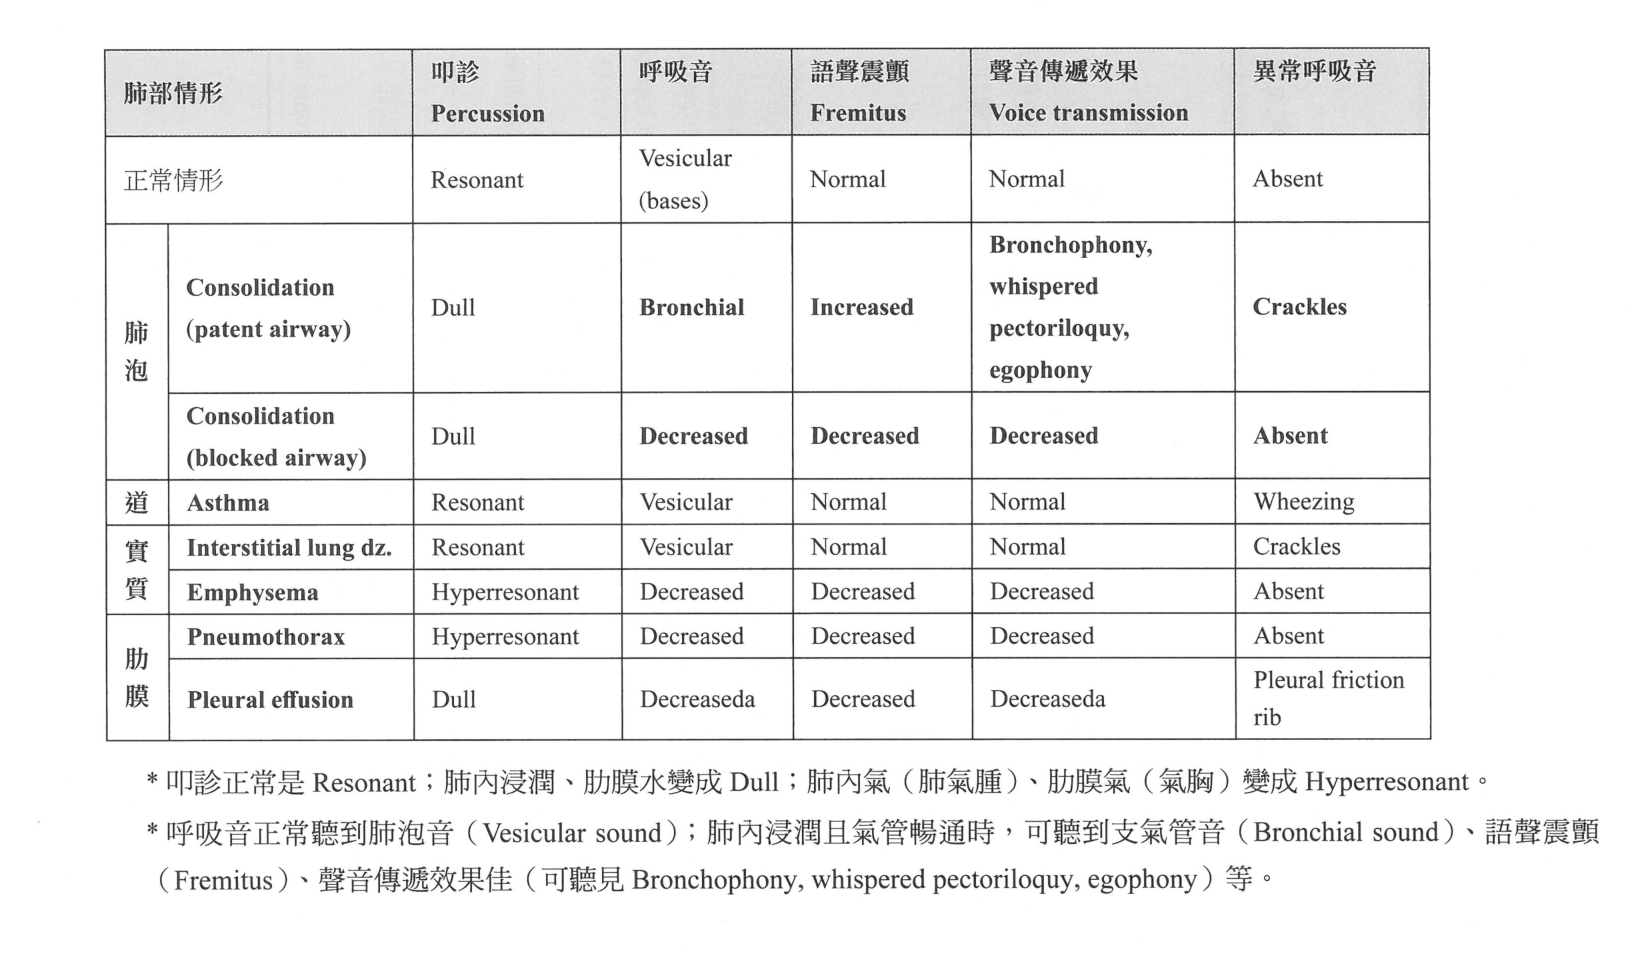 肺部情形
叩診
Percussion
呼吸音
語聲震顫
Fremitus
聲音傳遞效果
Voice transmission
異常呼吸音
正常情形
Resonant
Vesicular
(bases)
Normal
Normal
Absent
肺泡
Consolidation
(patent airway)
Dull
Bronchial
Increased
Bronchophony,
whispered
pectoriloquy,
egophony
Crackles
Consolidation
(blocked airway)
Dull
Decreased
Decreased
Decreased
Absent
道
Asthma
Resonant
Vesicular
Normal
Normal
Wheezing
實質
Interstitial lung dz.
Resonant
Vesicular
Normal
Normal
Crackles
Emphysema
Hyperresonant
Decreased
Decreased
Decreased
Absent
肋膜
Pneumothorax
Hyperresonant
Decreased
Decreased
Decreased
Absent
Pleural effusion
Dull
Decreaseda
Decreased
Decreaseda
Pleural friction
rib
* 叩診正常是 Resonant；肺內浸潤、肋膜水變成 Dull；肺內氣（肺氣腫）、肋膜氣（氣胸）變成 Hyperresonant。
* 呼吸音正常聽到肺泡音（Vesicular sound）；肺內浸潤且氣管暢通時，可聽到支氣管音（Bronchial sound）、語聲震顫
（Fremitus）、聲音傳遞效果佳（可聽見 Bronchophony, whispered pectoriloquy, egophony）等。